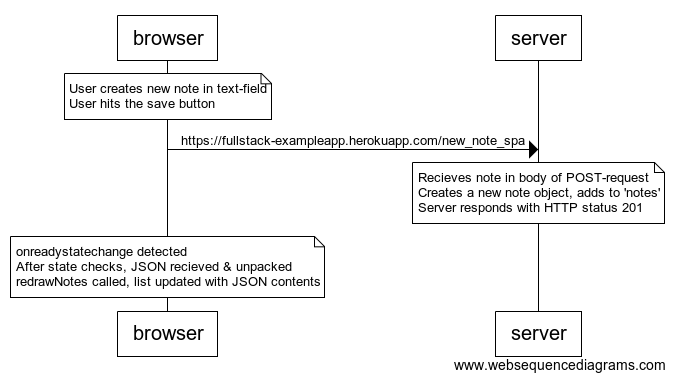 browser
server
User creates new note in text-field
User hits the save button
https://fullstack-exampleapp.herokuapp.com/new_note_spa
Recieves note in body of POST-request
Creates a new note object, adds to 'notes'
Server responds with HTTP status 201
onreadystatechange detected
After state checks, JSON recieved & unpacked
redrawNotes called, list updated with JSON contents
browser
server
www.websequencediagrams.com